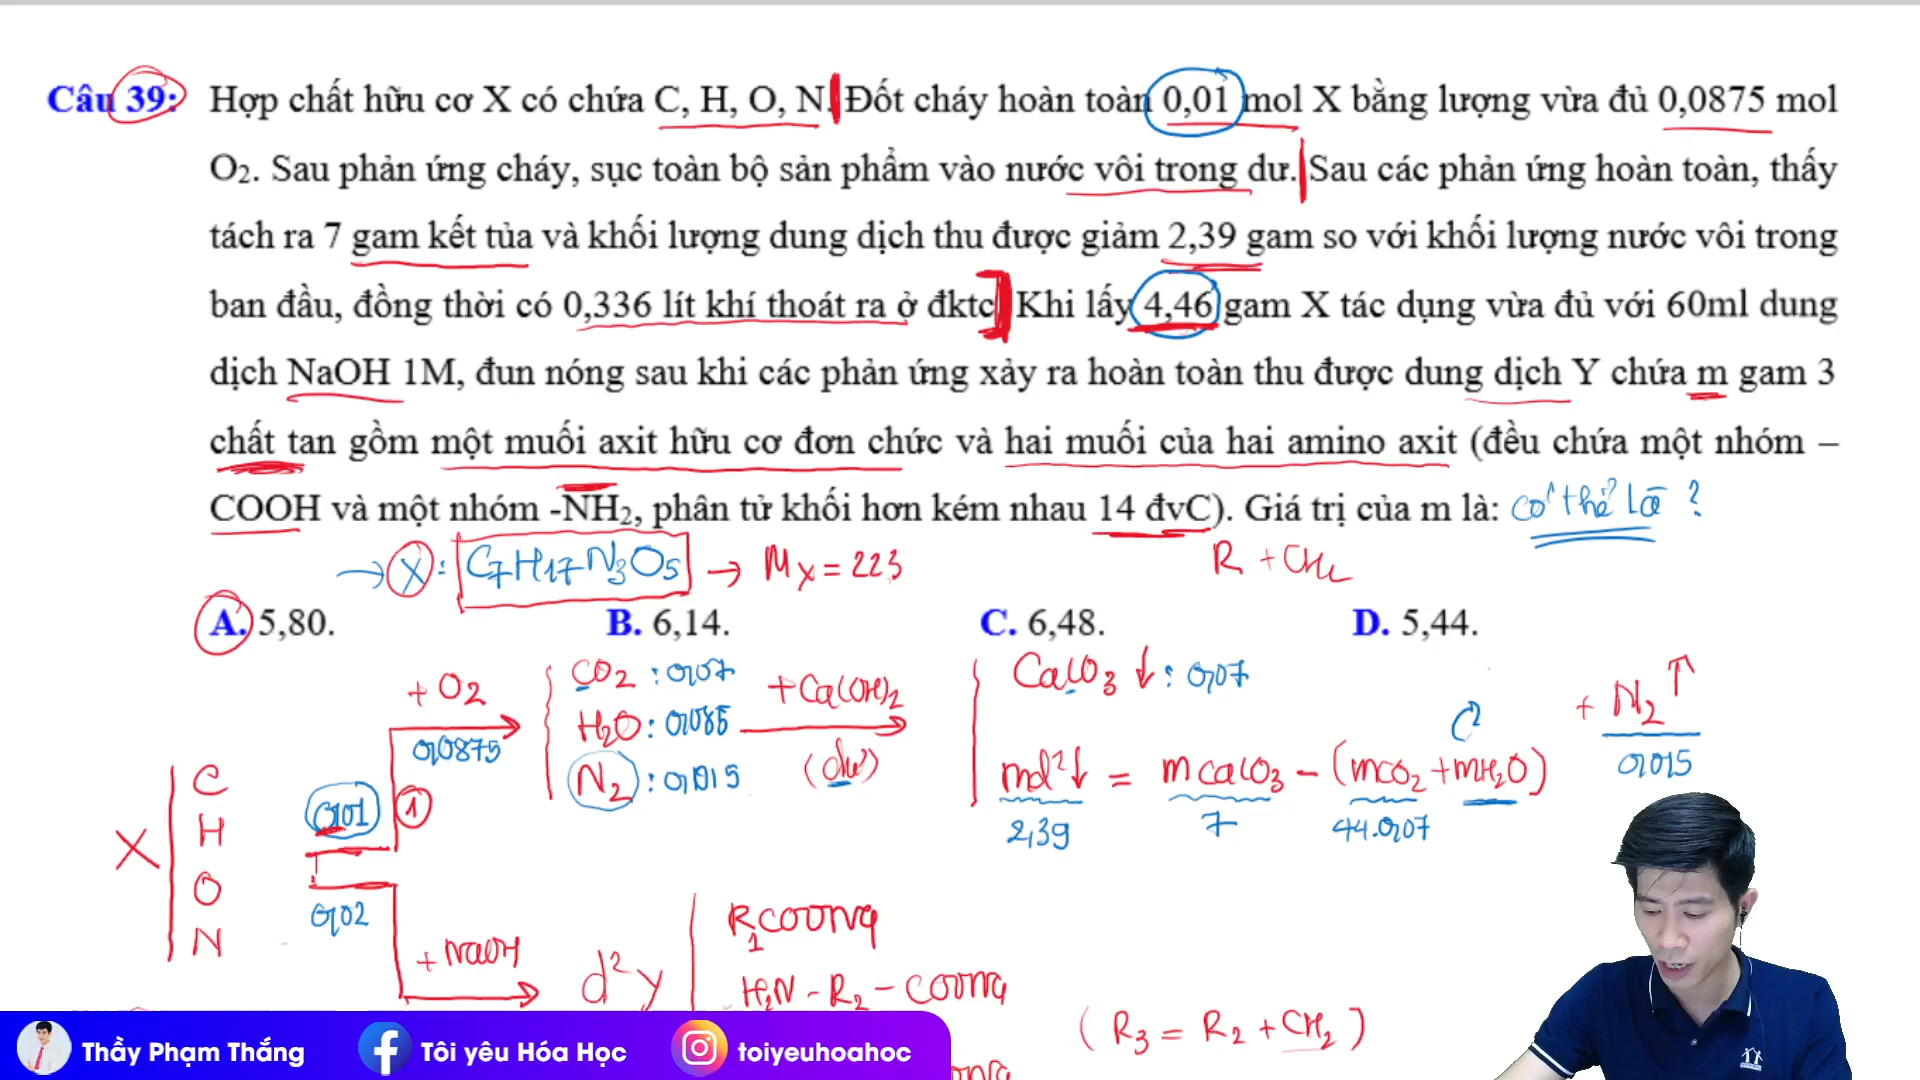 Câu 39: Hợp chất hữu cơ X có chứa C, H, O, N. Đốt cháy hoàn toàn 0,01 mol X bằng lượng vừa đủ 0,0875 mol
O₂. Sau phản ứng cháy, sục toàn bộ sản phẩm vào nước vôi trong dư. Sau các phản ứng hoàn toàn, thấy
tách ra 7 gam kết tủa và khối lượng dung dịch thu được giảm 2,39 gam so với khối lượng nước vôi trong
ban đầu, đồng thời có 0,336 lít khí thoát ra ở đktc. Khi lấy 4,46 gam X tác dụng vừa đủ với 60ml dung
dịch NaOH 1M, đun nóng sau khi các phản ứng xảy ra hoàn toàn thu được dung dịch Y chứa m gam 3
chất tan gồm một muối axit hữu cơ đơn chức và hai muối của hai amino axit (đều chứa một nhóm –
COOH và một nhóm -NH₂, phân tử khối hơn kém nhau 14 đvC). Giá trị của m là: có thể là ?
→ X : C₇H₁₇N₃O₅ → Mx = 223 R + CH₂
A. 5,80. B. 6,14. C. 6,48. D. 5,44.
+ O₂ CO₂ : 0,07 + Ca(OH)₂ CaCO₃ ↓ : 0,07 + N₂ ↑
0,0875 H₂O : 0,085 (dư) 0,015
N₂ : 0,015 md²↓ = mCaCO₃ - (mCO₂ + mH₂O)
0,01 1 2,39 7 44.0,07
X C
H
O
N
0,02
+ NaOH d² Y R₁COONa
H₂N - R₂ - COONa
(R₃ = R₂ + CH₂)
Thầy Phạm Thắng Tôi yêu Hóa Học toiyeuhoahoc